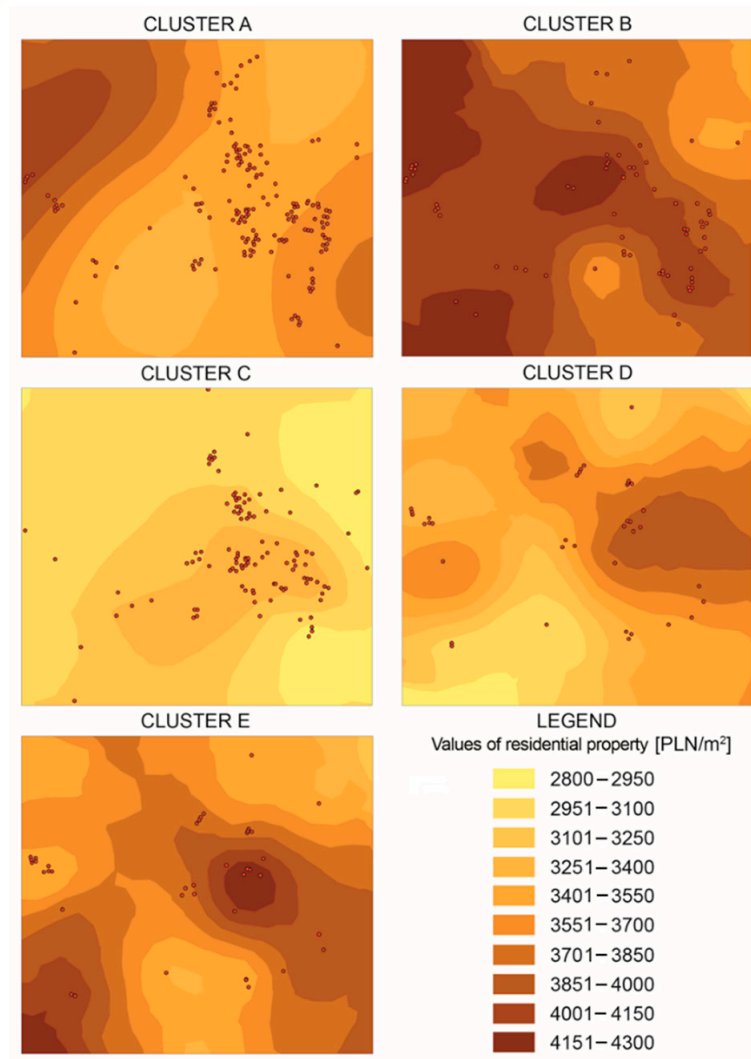 CLUSTER A
CLUSTER B
CLUSTER C
CLUSTER D
CLUSTER E
LEGEND
Values of residential property [PLN/m²]
2800–2950
2951–3100
3101–3250
3251–3400
3401–3550
3551–3700
3701–3850
3851–4000
4001–4150
4151–4300